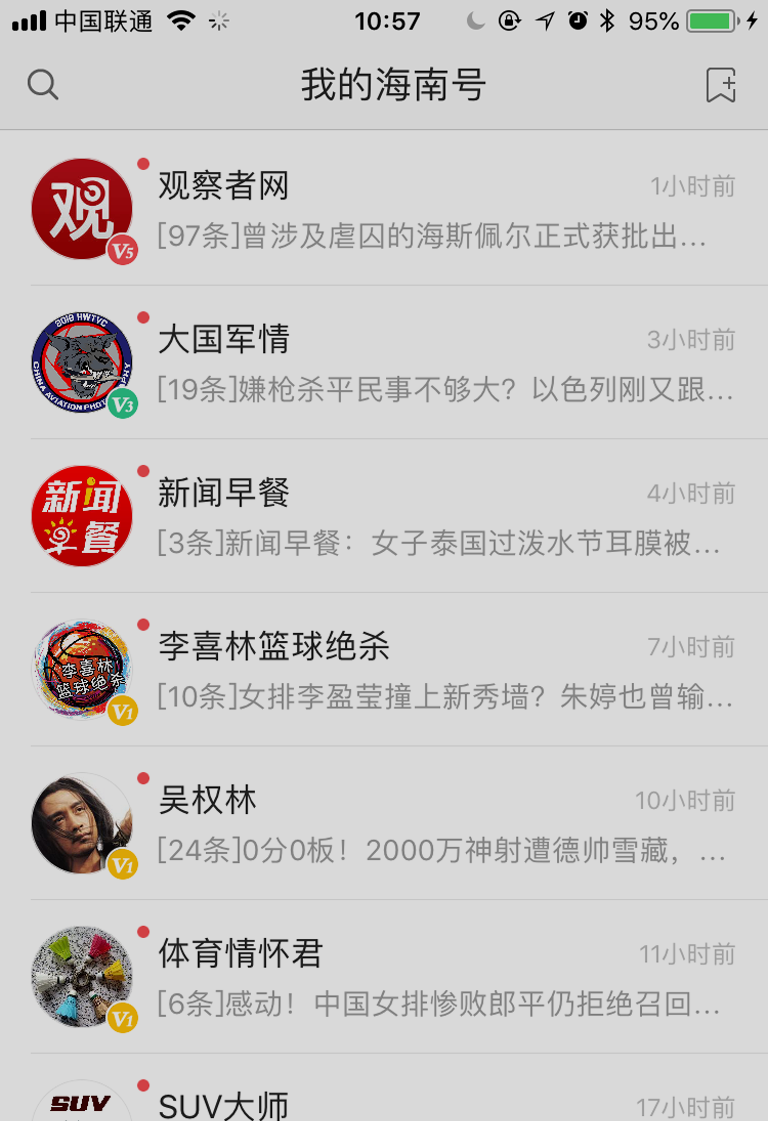 中国联通
10:57
95%
我的海南号
观
V5
观察者网
1小时前
[97条]曾涉及虐囚的海斯佩尔正式获批出...
2018 HWTVC
CHINA AVIATION PHOTOGRAPHY
V3
大国军情
3小时前
[19条]嫌枪杀平民事不够大？以色列刚又跟...
新闻
早餐
新闻早餐
4小时前
[3条]新闻早餐：女子泰国过泼水节耳膜被...
李喜林
篮球绝杀
V1
李喜林篮球绝杀
7小时前
[10条]女排李盈莹撞上新秀墙？朱婷也曾输...
V1
吴权林
10小时前
[24条]0分0板！2000万神射遭德帅雪藏，...
V1
体育情怀君
11小时前
[6条]感动！中国女排惨败郎平仍拒绝召回...
SUV
SUV大师
17小时前